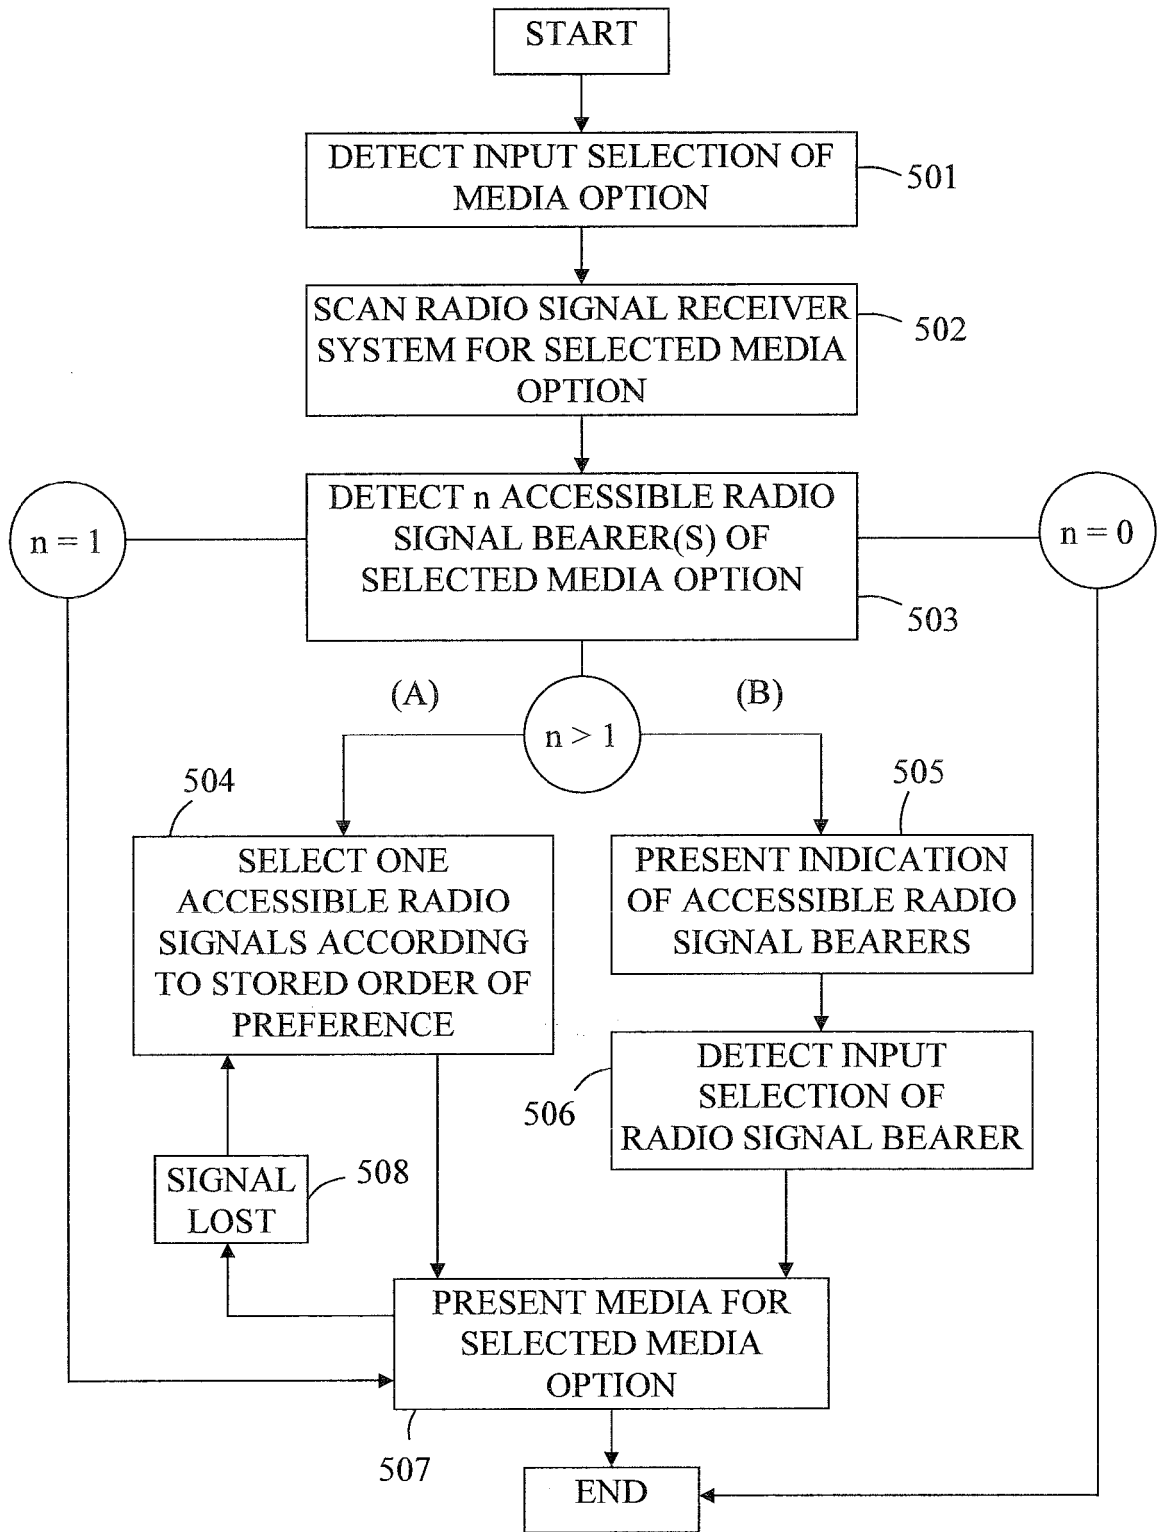 START
DETECT INPUT SELECTION OF
MEDIA OPTION
501
SCAN RADIO SIGNAL RECEIVER
SYSTEM FOR SELECTED MEDIA
OPTION
502
DETECT n ACCESSIBLE RADIO
SIGNAL BEARER(S) OF
SELECTED MEDIA OPTION
503
n = 1
n = 0
(A)
(B)
n > 1
504
SELECT ONE
ACCESSIBLE RADIO
SIGNALS ACCORDING
TO STORED ORDER OF
PREFERENCE
505
PRESENT INDICATION
OF ACCESSIBLE RADIO
SIGNAL BEARERS
506
DETECT INPUT
SELECTION OF
RADIO SIGNAL BEARER
SIGNAL
LOST
508
PRESENT MEDIA FOR
SELECTED MEDIA
OPTION
507
END